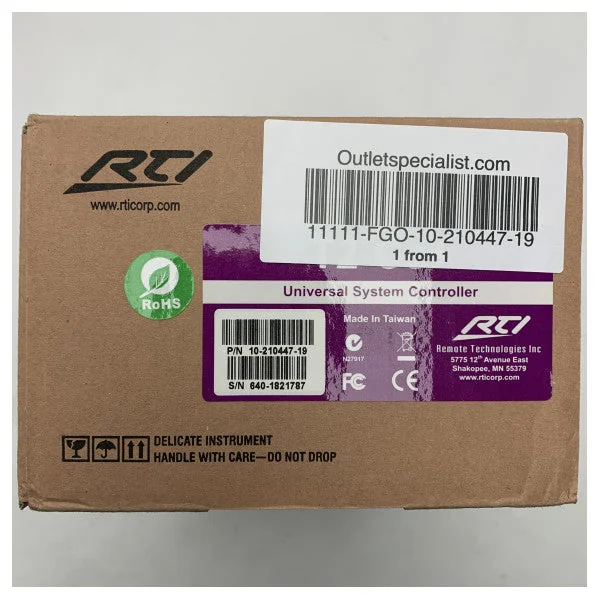 RTI
www.rticorp.com
Outletspecialist.com
11111-FGO-10-210447-19
1 from 1
RoHS
Universal System Controller
Made In Taiwan
P/N 10-210447-19
S/N 640-1821787
N27917
FC CE
RTI
Remote Technologies Inc
5775 12th Avenue East
Shakopee, MN 55379
www.rticorp.com
DELICATE INSTRUMENT
HANDLE WITH CARE—DO NOT DROP